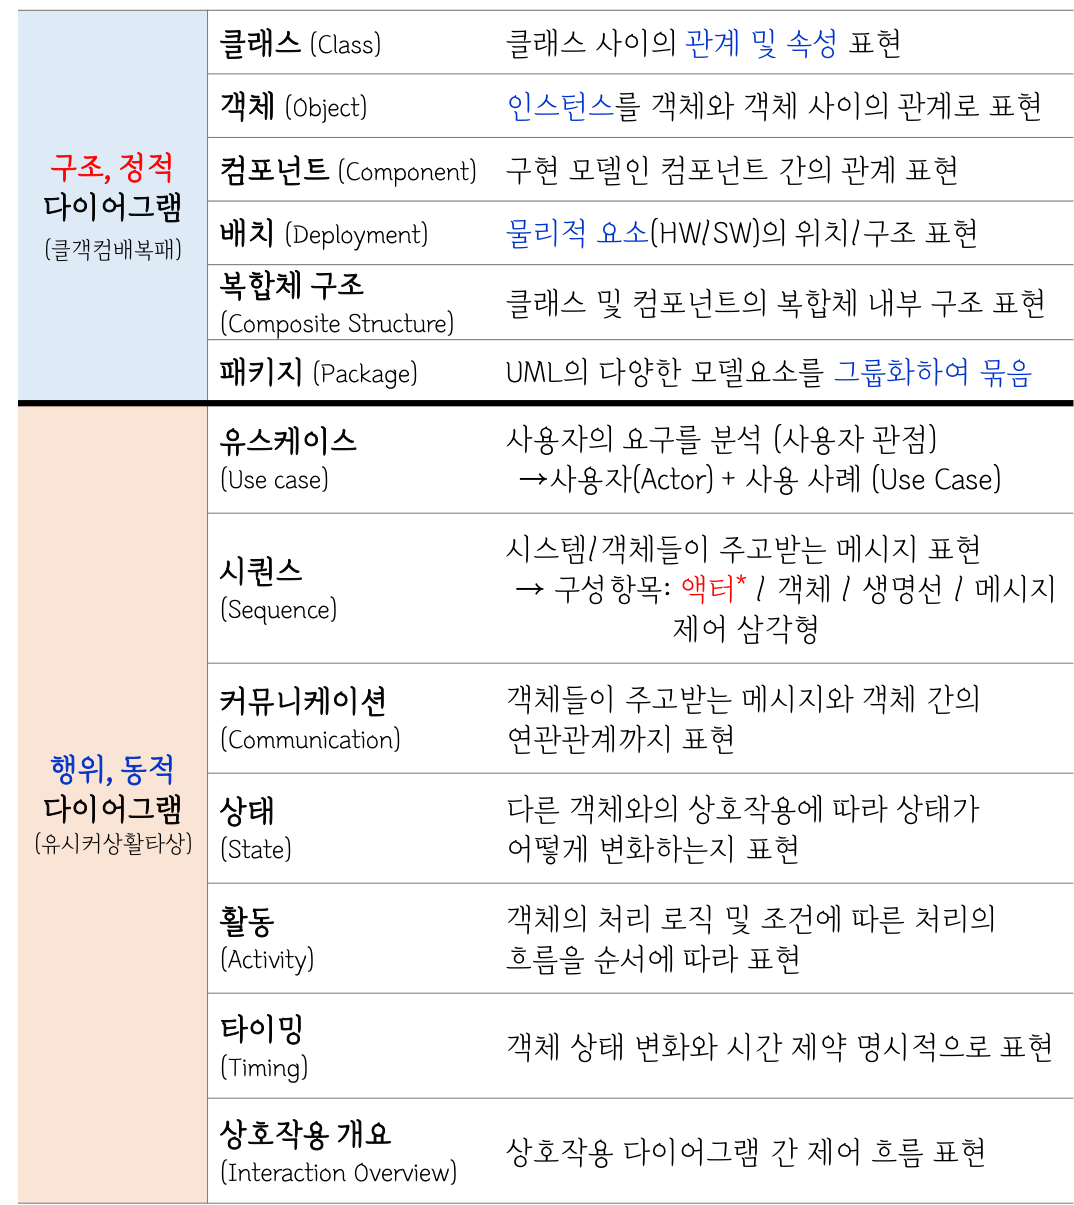 구조, 정적
다이어그램
(클객컴배복패)
클래스 (Class)
클래스 사이의 관계 및 속성 표현
객체 (Object)
인스턴스를 객체와 객체 사이의 관계로 표현
컴포넌트 (Component)
구현 모델인 컴포넌트 간의 관계 표현
배치 (Deployment)
물리적 요소(HW/SW)의 위치/구조 표현
복합체 구조
(Composite Structure)
클래스 및 컴포넌트의 복합체 내부 구조 표현
패키지 (Package)
UML의 다양한 모델요소를 그룹화하여 묶음
행위, 동적
다이어그램
(유시커상활타상)
유스케이스
(Use case)
사용자의 요구를 분석 (사용자 관점)
→사용자(Actor) + 사용 사례 (Use Case)
시퀀스
(Sequence)
시스템/객체들이 주고받는 메시지 표현
→ 구성항목: 액터* / 객체 / 생명선 / 메시지
제어 삼각형
커뮤니케이션
(Communication)
객체들이 주고받는 메시지와 객체 간의
연관관계까지 표현
상태
(State)
다른 객체와의 상호작용에 따라 상태가
어떻게 변화하는지 표현
활동
(Activity)
객체의 처리 로직 및 조건에 따른 처리의
흐름을 순서에 따라 표현
타이밍
(Timing)
객체 상태 변화와 시간 제약 명시적으로 표현
상호작용 개요
(Interaction Overview)
상호작용 다이어그램 간 제어 흐름 표현